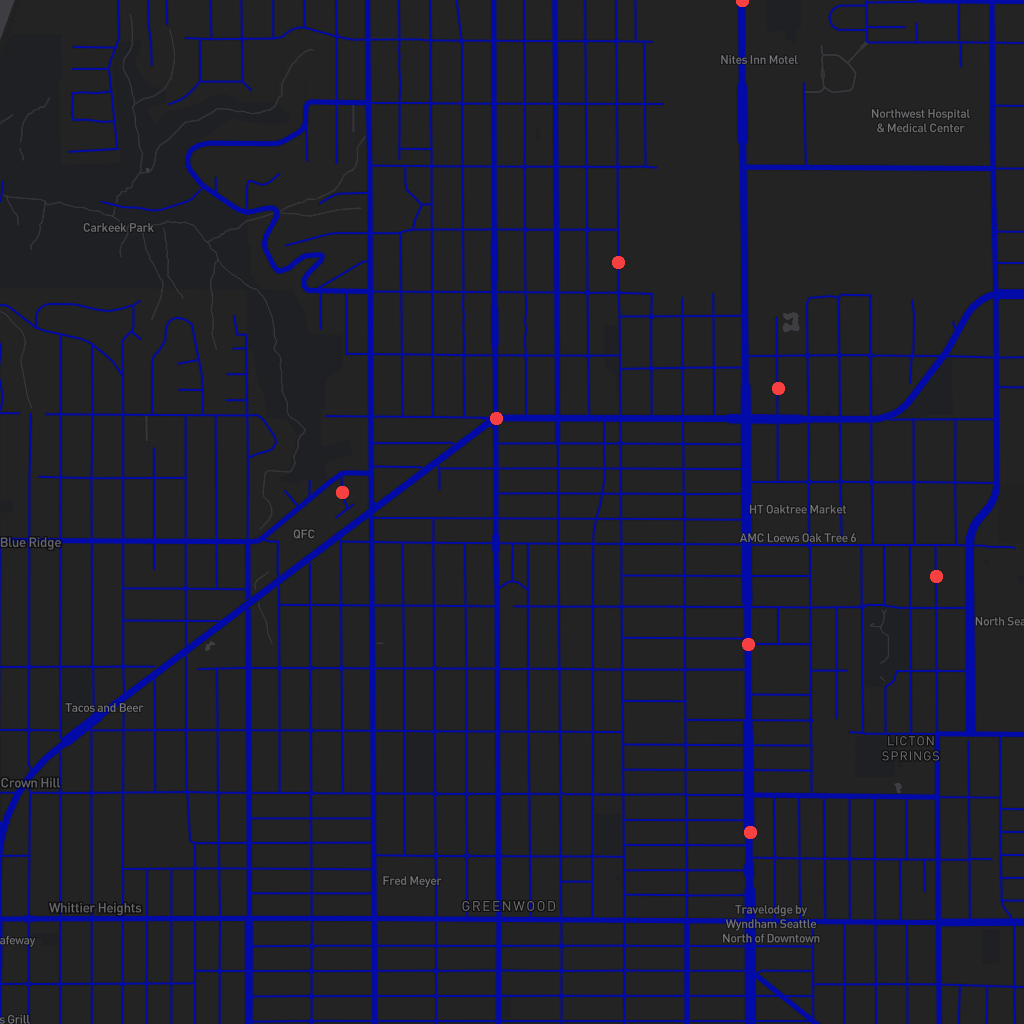 Nites Inn Motel
Northwest Hospital
& Medical Center
Carkeek Park
HT Oaktree Market
QFC
AMC Loews Oak Tree 6
Blue Ridge
North Sea
Tacos and Beer
LICTON
SPRINGS
Crown Hill
Fred Meyer
GREENWOOD
Whittier Heights
Travelodge by
Wyndham Seattle
North of Downtown
afeway
s Grill